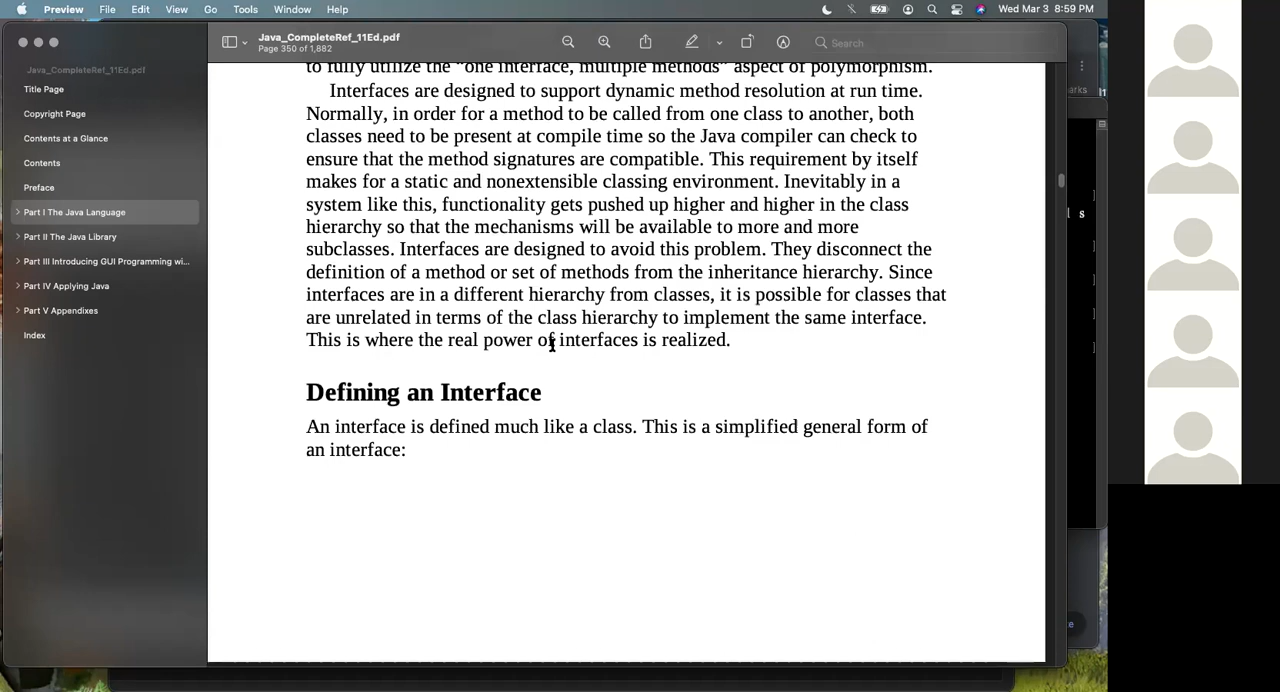 Preview File Edit View Go Tools Window Help Wed Mar 3 8:59 PM
Java_CompleteRef_11Ed.pdf
Page 350 of 1,882
Search
Java_CompleteRef_11Ed.pdf
Title Page
Copyright Page
Contents at a Glance
Contents
Preface
Part I The Java Language
Part II The Java Library
Part III Introducing GUI Programming wi...
Part IV Applying Java
Part V Appendixes
Index
to fully utilize the “one interface, multiple methods” aspect of polymorphism.
Interfaces are designed to support dynamic method resolution at run time.
Normally, in order for a method to be called from one class to another, both
classes need to be present at compile time so the Java compiler can check to
ensure that the method signatures are compatible. This requirement by itself
makes for a static and nonextensible classing environment. Inevitably in a
system like this, functionality gets pushed up higher and higher in the class
hierarchy so that the mechanisms will be available to more and more
subclasses. Interfaces are designed to avoid this problem. They disconnect the
definition of a method or set of methods from the inheritance hierarchy. Since
interfaces are in a different hierarchy from classes, it is possible for classes that
are unrelated in terms of the class hierarchy to implement the same interface.
This is where the real power of interfaces is realized.
Defining an Interface
An interface is defined much like a class. This is a simplified general form of
an interface: